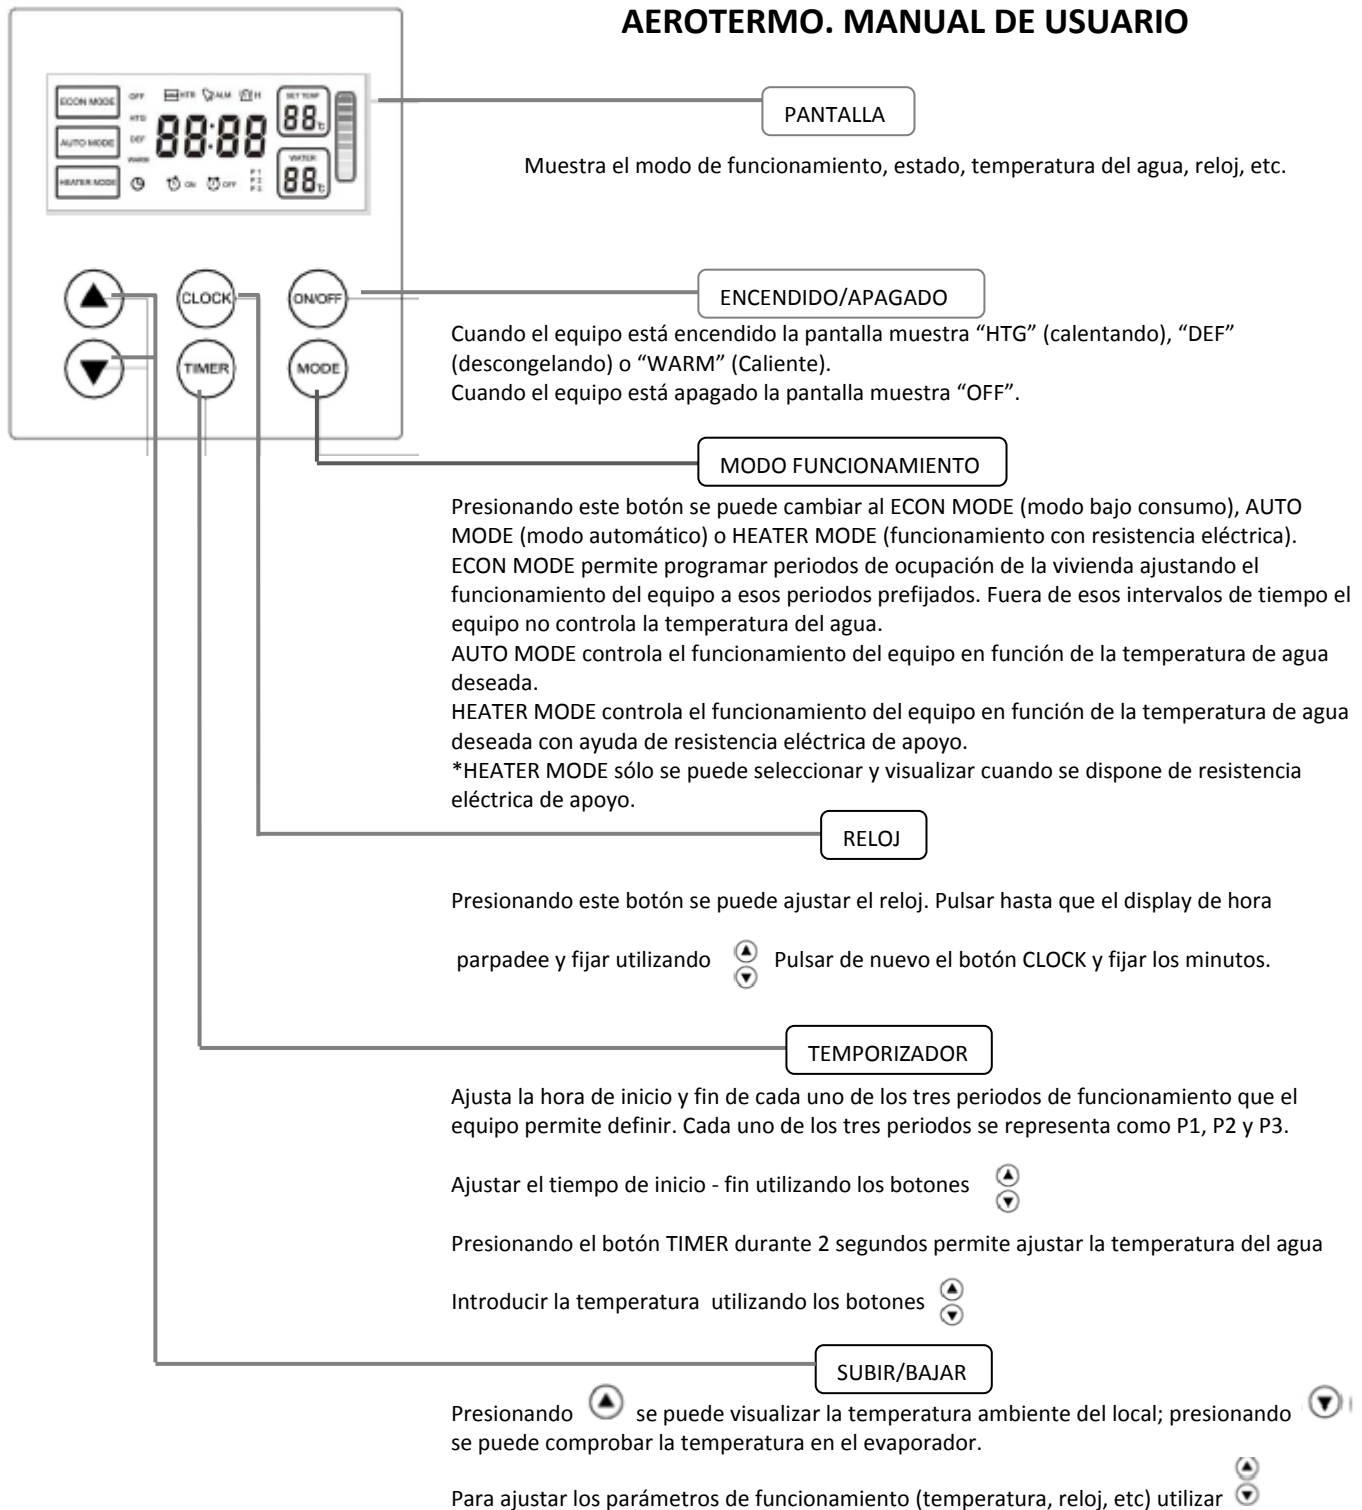 AEROTERMO. MANUAL DE USUARIO
ECON MODE
AUTO MODE
HEATER MODE
OFF
HTG
DEF
WARM
HTR
ALM
H
88:88
ON
OFF
P1
P2
P3
SET TEMP
88°C
WATER
88°C
CLOCK
ON/OFF
TIMER
MODE
PANTALLA
Muestra el modo de funcionamiento, estado, temperatura del agua, reloj, etc.
ENCENDIDO/APAGADO
Cuando el equipo está encendido la pantalla muestra “HTG” (calentando), “DEF”
(descongelando) o “WARM” (Caliente).
Cuando el equipo está apagado la pantalla muestra “OFF”.
MODO FUNCIONAMIENTO
Presionando este botón se puede cambiar al ECON MODE (modo bajo consumo), AUTO
MODE (modo automático) o HEATER MODE (funcionamiento con resistencia eléctrica).
ECON MODE permite programar periodos de ocupación de la vivienda ajustando el
funcionamiento del equipo a esos periodos prefijados. Fuera de esos intervalos de tiempo el
equipo no controla la temperatura del agua.
AUTO MODE controla el funcionamiento del equipo en función de la temperatura de agua
deseada.
HEATER MODE controla el funcionamiento del equipo en función de la temperatura de agua
deseada con ayuda de resistencia eléctrica de apoyo.
*HEATER MODE sólo se puede seleccionar y visualizar cuando se dispone de resistencia
eléctrica de apoyo.
RELOJ
Presionando este botón se puede ajustar el reloj. Pulsar hasta que el display de hora
parpadee y fijar utilizando Pulsar de nuevo el botón CLOCK y fijar los minutos.
TEMPORIZADOR
Ajusta la hora de inicio y fin de cada uno de los tres periodos de funcionamiento que el
equipo permite definir. Cada uno de los tres periodos se representa como P1, P2 y P3.
Ajustar el tiempo de inicio - fin utilizando los botones
Presionando el botón TIMER durante 2 segundos permite ajustar la temperatura del agua
Introducir la temperatura utilizando los botones
SUBIR/BAJAR
Presionando se puede visualizar la temperatura ambiente del local; presionando
se puede comprobar la temperatura en el evaporador.
Para ajustar los parámetros de funcionamiento (temperatura, reloj, etc) utilizar